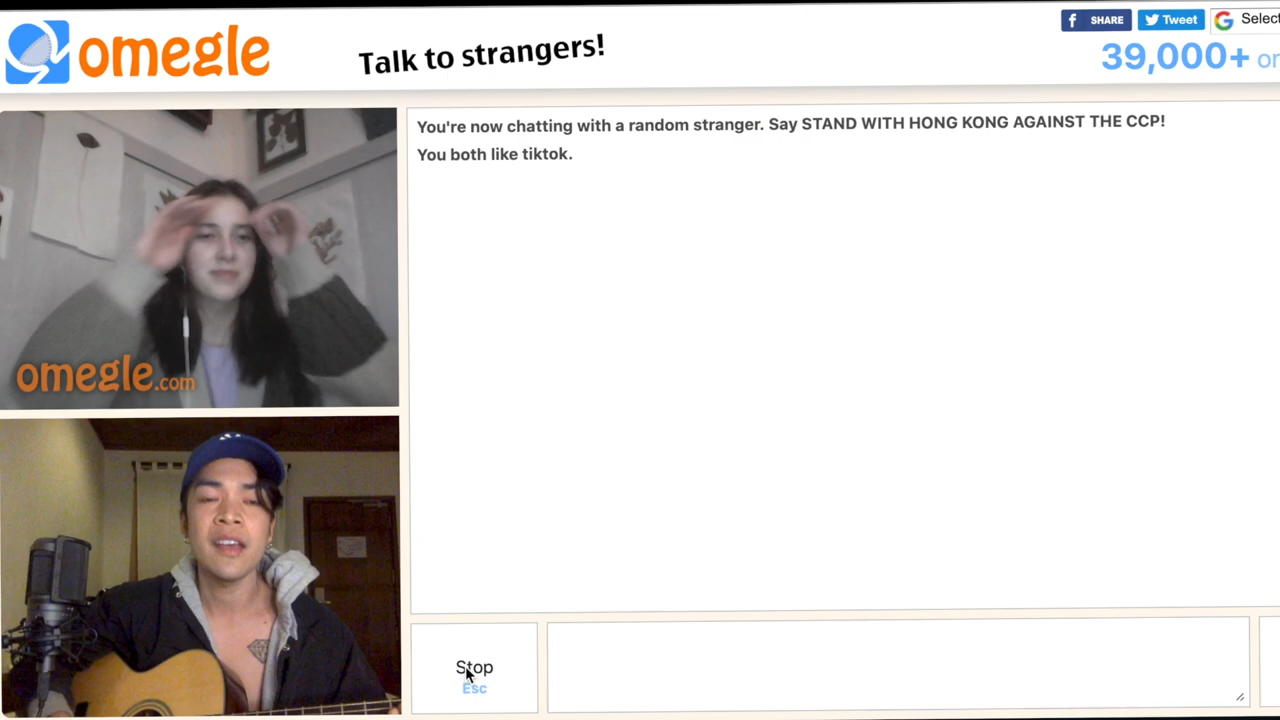 omegle
Talk to strangers!
SHARE
Tweet
Select
39,000+
You're now chatting with a random stranger. Say STAND WITH HONG KONG AGAINST THE CCP!
You both like tiktok.
omegle.com
Stop
Esc